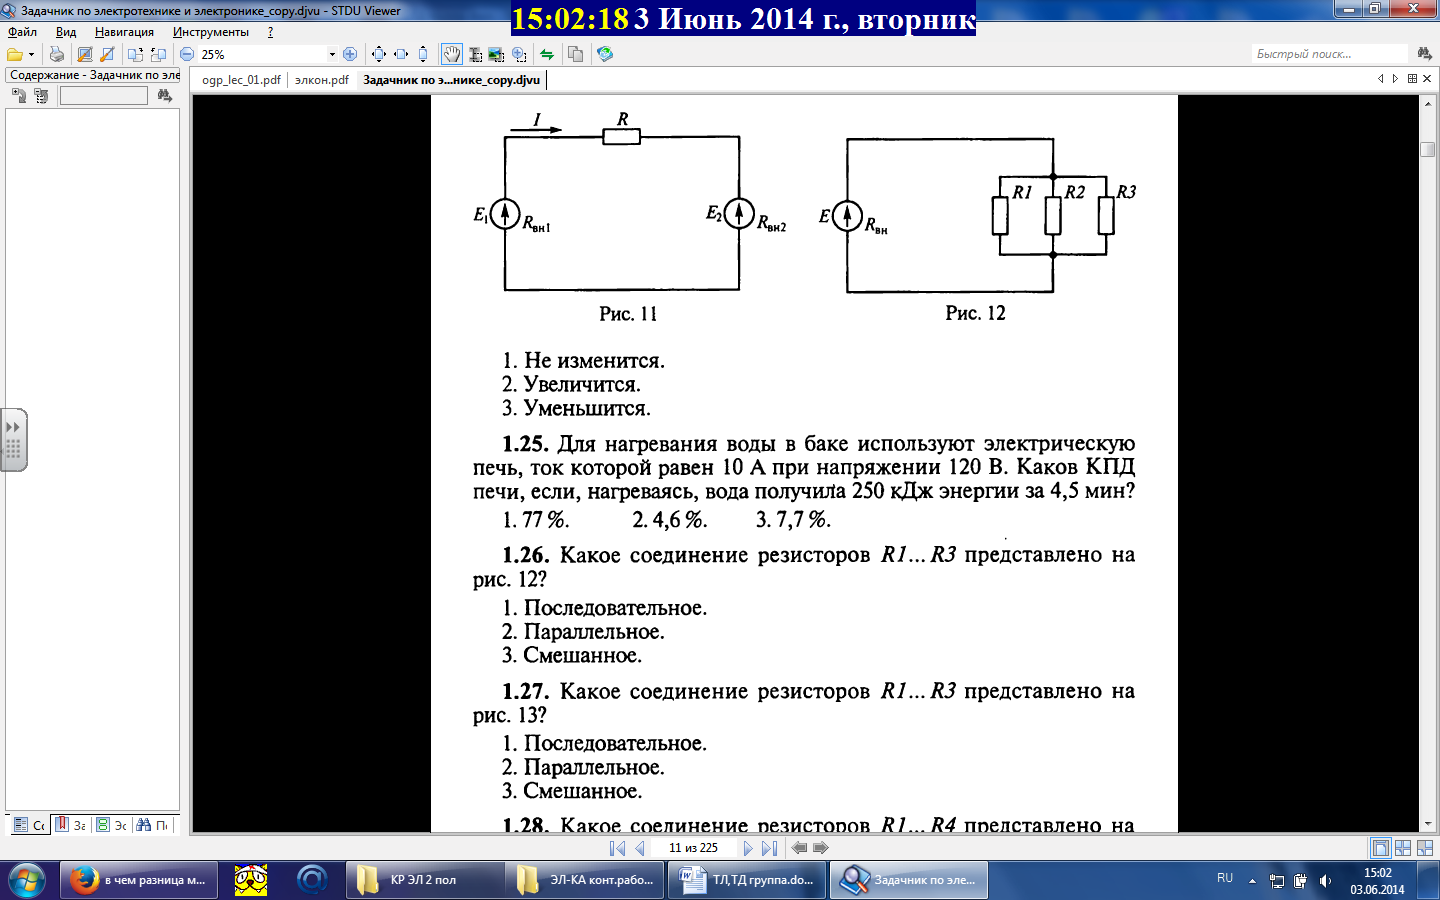 Задачник по электротехнике и электронике_copy.djvu - STDU Viewer
15:02:18 3 Июнь 2014 г., вторник
Файл Вид Навигация Инструменты ?
25%
Быстрый поиск...
Содержание - Задачник по эле
ogp_lec_01.pdf элкон.pdf Задачник по э...нике_copy.djvu
I R
E1 Rвн1 E2 Rвн2
Рис. 11
E Rвн R1 R2 R3
Рис. 12
1. Не изменится.
2. Увеличится.
3. Уменьшится.
1.25. Для нагревания воды в баке используют электрическую
печь, ток которой равен 10 А при напряжении 120 В. Каков КПД
печи, если, нагреваясь, вода получила 250 кДж энергии за 4,5 мин?
1. 77 %. 2. 4,6 %. 3. 7,7 %.
1.26. Какое соединение резисторов R1... R3 представлено на
рис. 12?
1. Последовательное.
2. Параллельное.
3. Смешанное.
1.27. Какое соединение резисторов R1... R3 представлено на
рис. 13?
1. Последовательное.
2. Параллельное.
3. Смешанное.
1.28. Какое соединение резисторов R1... R4 представлено на
Сс За Эс По
11 из 225
в чем разница м...
КР ЭЛ 2 пол
ЭЛ-КА конт.рабо...
ТЛ,ТД группа.do...
Задачник по эле...
RU
15:02
03.06.2014